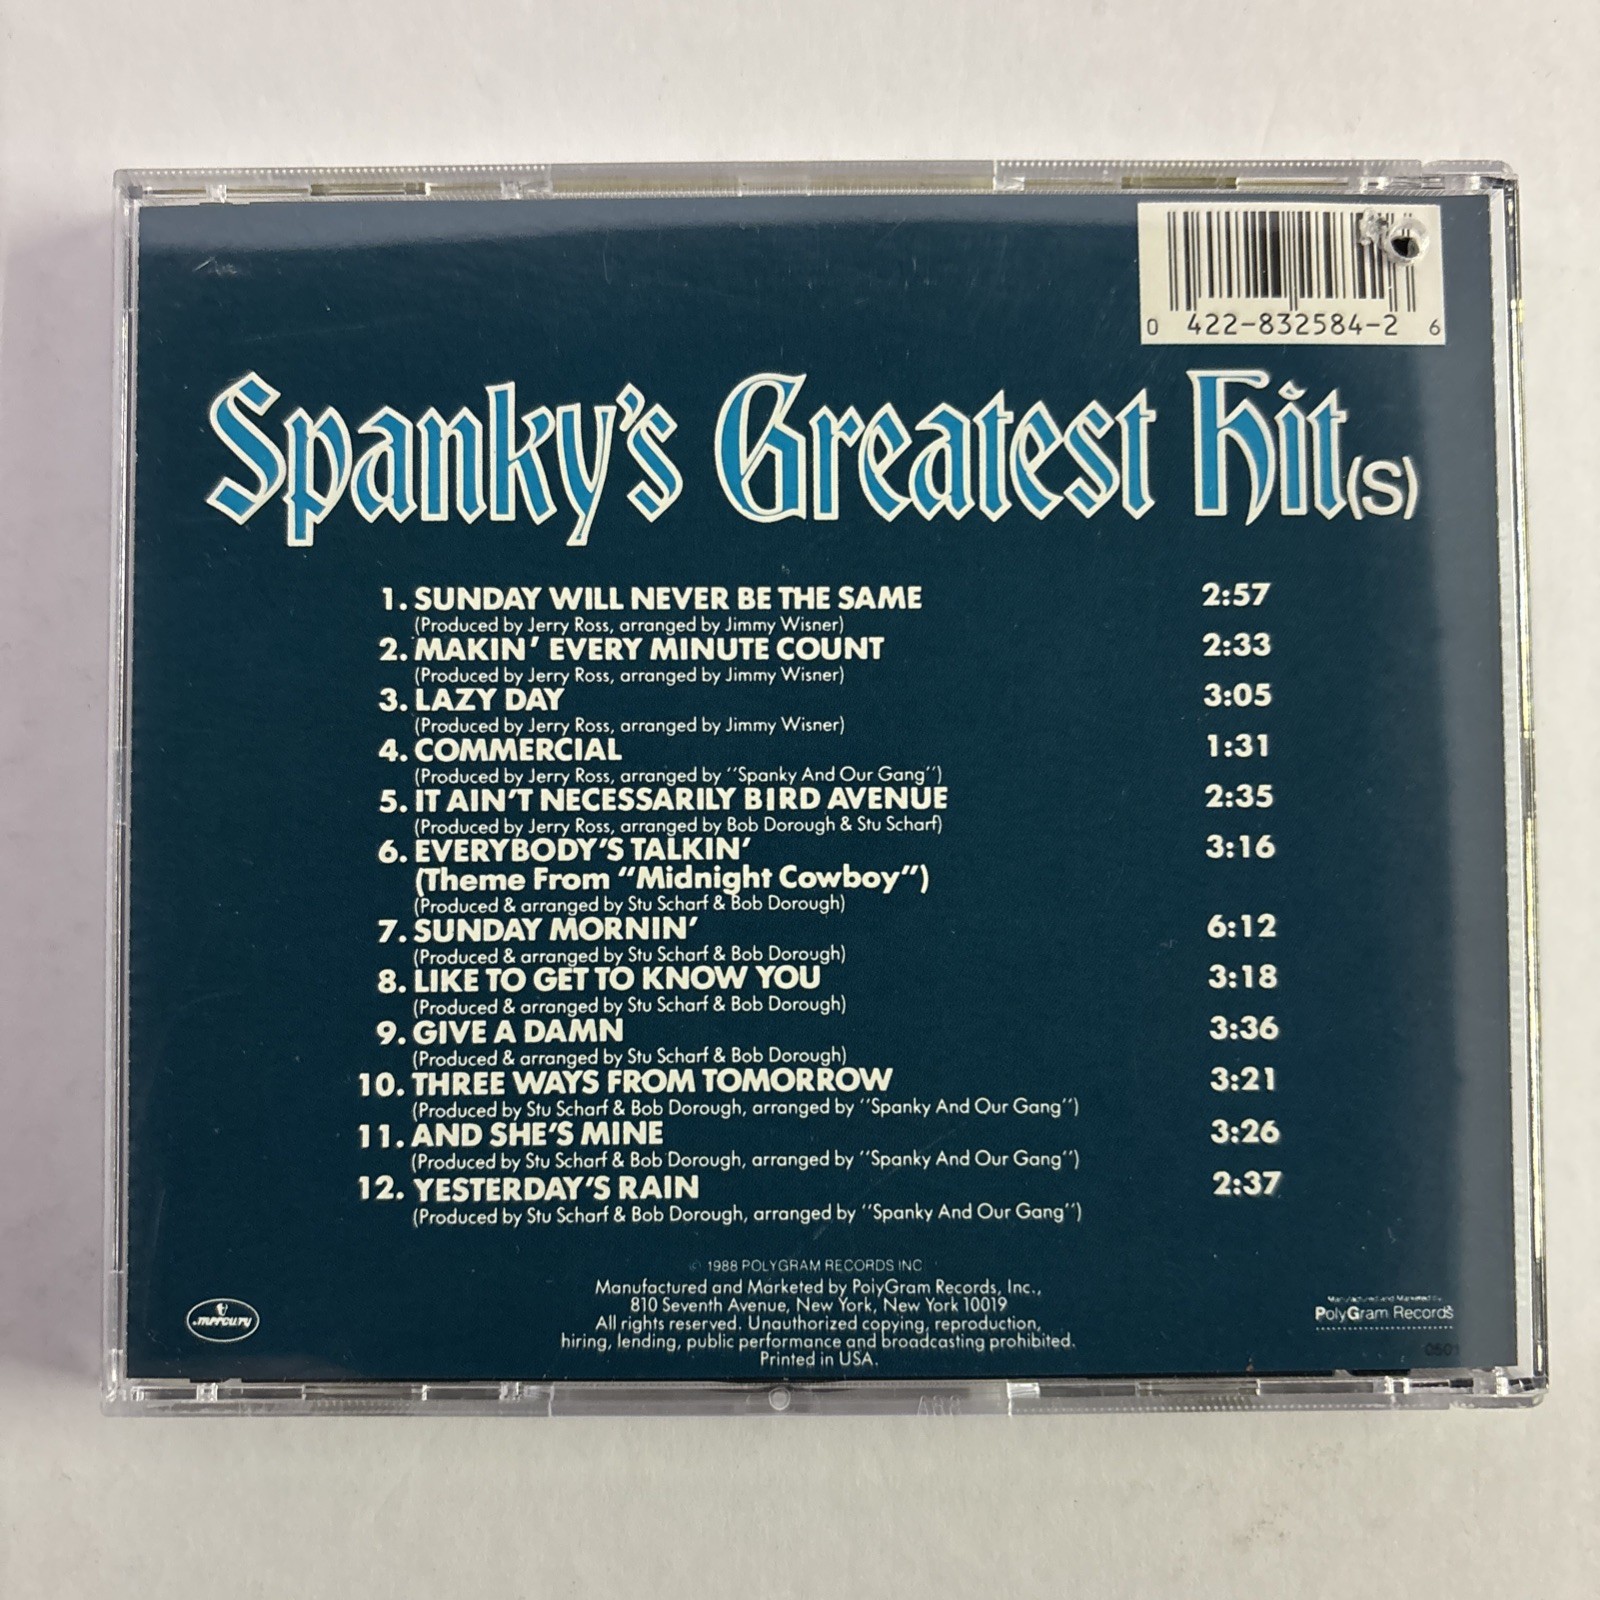 0 422-832584-2 6
Spanky's Greatest Hit(s)
1. SUNDAY WILL NEVER BE THE SAME 2:57
(Produced by Jerry Ross, arranged by Jimmy Wisner)
2. MAKIN' EVERY MINUTE COUNT 2:33
(Produced by Jerry Ross, arranged by Jimmy Wisner)
3. LAZY DAY 3:05
(Produced by Jerry Ross, arranged by Jimmy Wisner)
4. COMMERCIAL 1:31
(Produced by Jerry Ross, arranged by "Spanky And Our Gang")
5. IT AIN'T NECESSARILY BIRD AVENUE 2:35
(Produced by Jerry Ross, arranged by Bob Dorough & Stu Scharf)
6. EVERYBODY'S TALKIN' 3:16
(Theme From "Midnight Cowboy")
(Produced & arranged by Stu Scharf & Bob Dorough)
7. SUNDAY MORNIN' 6:12
(Produced & arranged by Stu Scharf & Bob Dorough)
8. LIKE TO GET TO KNOW YOU 3:18
(Produced & arranged by Stu Scharf & Bob Dorough)
9. GIVE A DAMN 3:36
(Produced & arranged by Stu Scharf & Bob Dorough)
10. THREE WAYS FROM TOMORROW 3:21
(Produced by Stu Scharf & Bob Dorough, arranged by "Spanky And Our Gang")
11. AND SHE'S MINE 3:26
(Produced by Stu Scharf & Bob Dorough, arranged by "Spanky And Our Gang")
12. YESTERDAY'S RAIN 2:37
(Produced by Stu Scharf & Bob Dorough, arranged by "Spanky And Our Gang")
© 1988 POLYGRAM RECORDS INC
Manufactured and Marketed by PolyGram Records, Inc.,
810 Seventh Avenue, New York, New York 10019
All rights reserved. Unauthorized copying, reproduction,
hiring, lending, public performance and broadcasting prohibited.
Printed in USA.
mercury
Manufactured and Marketed by
PolyGram Records
0501